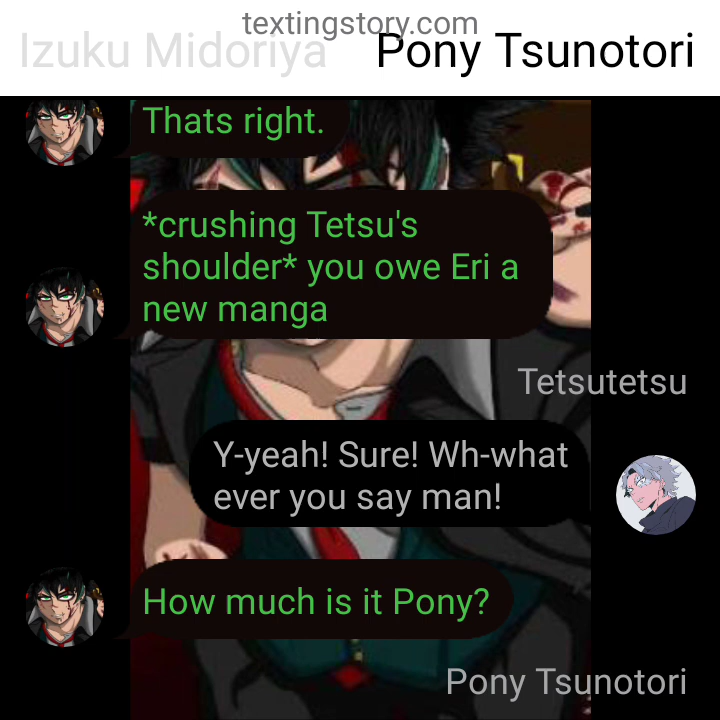 textingstory.com
Izuku Midoriya
Pony Tsunotori
Thats right.
*crushing Tetsu's
shoulder* you owe Eri a
new manga
Tetsutetsu
Y-yeah! Sure! Wh-what
ever you say man!
How much is it Pony?
Pony Tsunotori